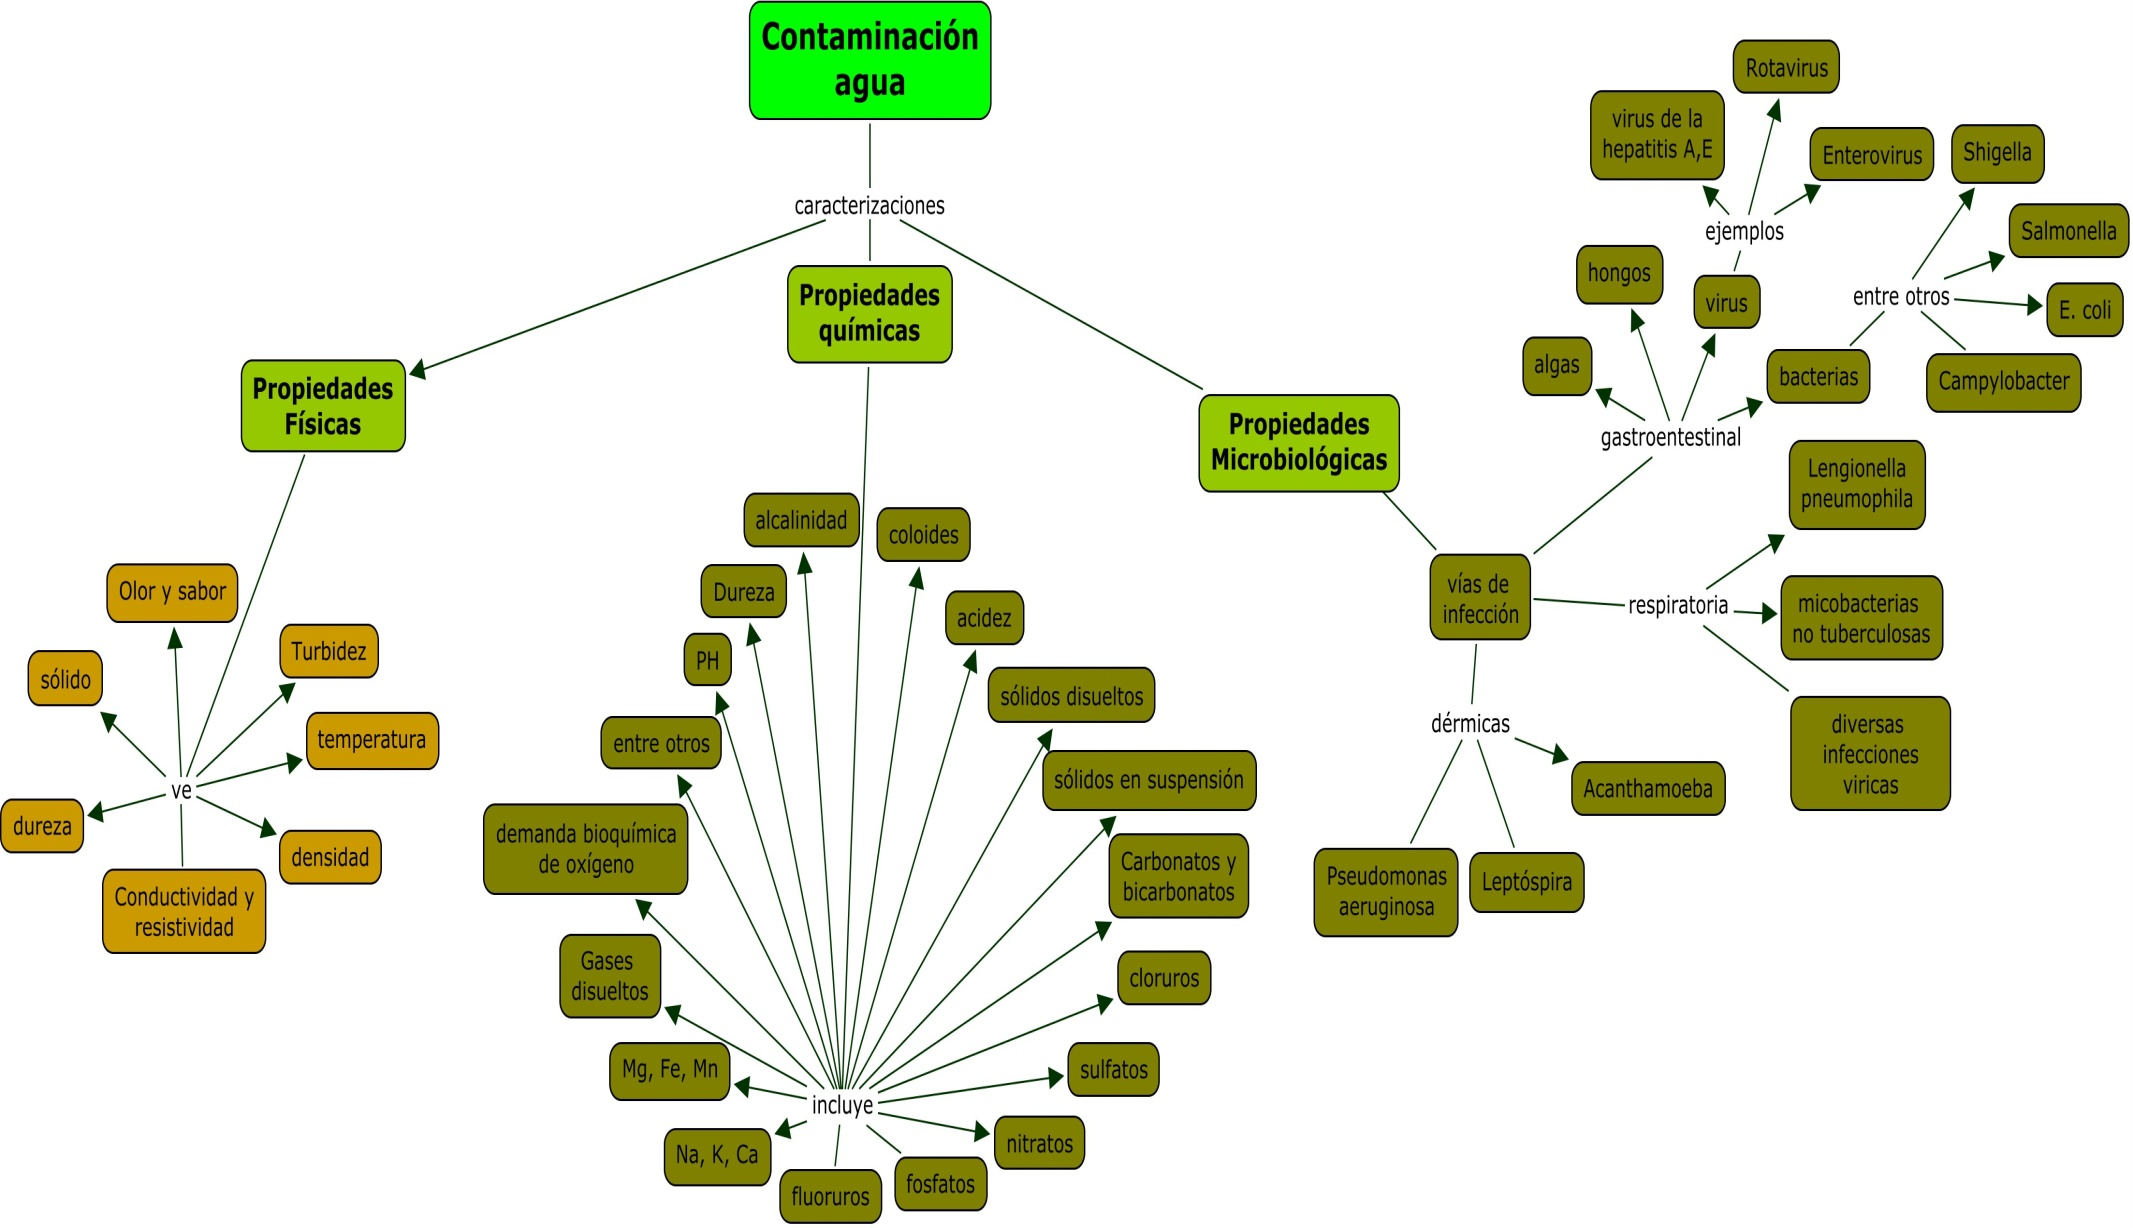 Contaminación
agua
caracterizaciones
Propiedades
Físicas
ve
Olor y sabor
sólido
Turbidez
temperatura
dureza
densidad
Conductividad y
resistividad
Propiedades
químicas
incluye
alcalinidad
coloides
Dureza
acidez
PH
sólidos disueltos
entre otros
sólidos en suspensión
demanda bioquímica
de oxígeno
Carbonatos y
bicarbonatos
Gases
disueltos
cloruros
Mg, Fe, Mn
sulfatos
Na, K, Ca
nitratos
fluoruros
fosfatos
Propiedades
Microbiológicas
vías de
infección
gastroentestinal
algas
hongos
virus
ejemplos
virus de la
hepatitis A,E
Rotavirus
Enterovirus
bacterias
entre otros
Shigella
Salmonella
E. coli
Campylobacter
respiratoria
Lengionella
pneumophila
micobacterias
no tuberculosas
diversas
infecciones
viricas
dérmicas
Acanthamoeba
Pseudomonas
aeruginosa
Leptóspira